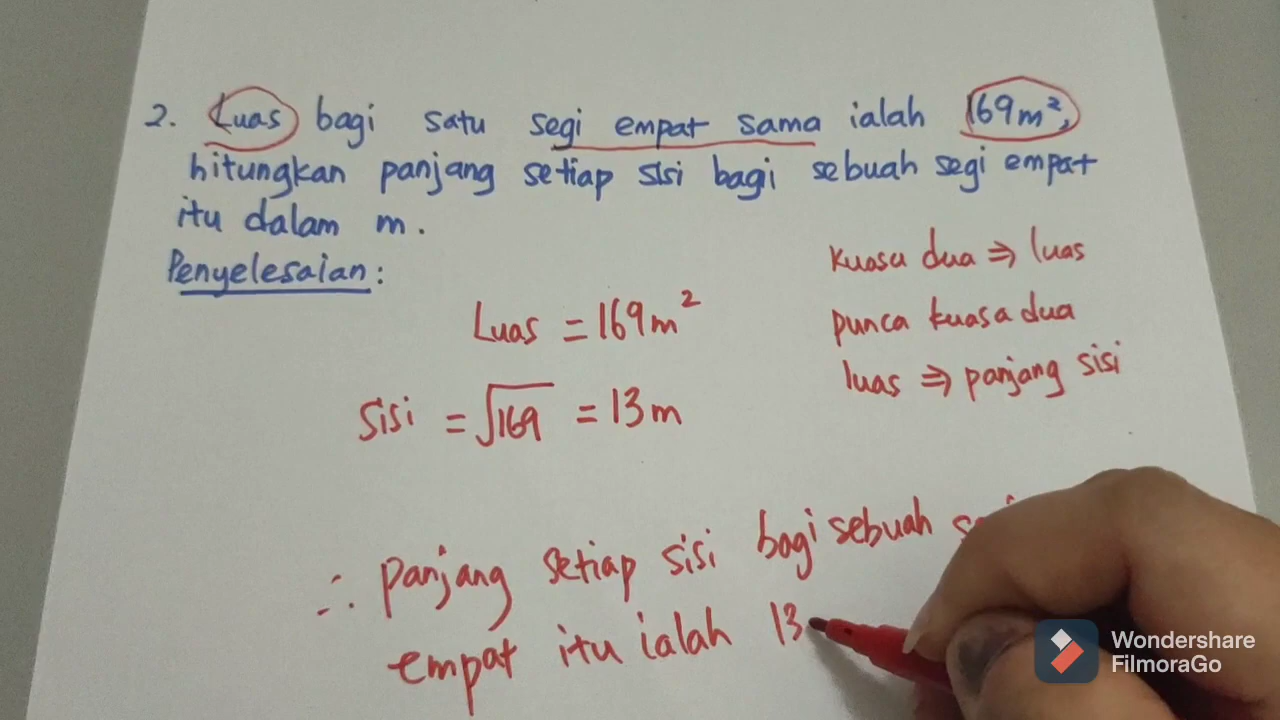 2. Luas bagi satu segi empat sama ialah 169m²,
hitungkan panjang setiap sisi bagi sebuah segi empat
itu dalam m.
Penyelesaian:
kuasa dua ⇒ luas
Luas = 169m²
punca kuasa dua
luas ⇒ panjang sisi
sisi = √169 = 13m
∴ panjang setiap sisi bagi sebuah
empat itu ialah 13
Wondershare
FilmoraGo